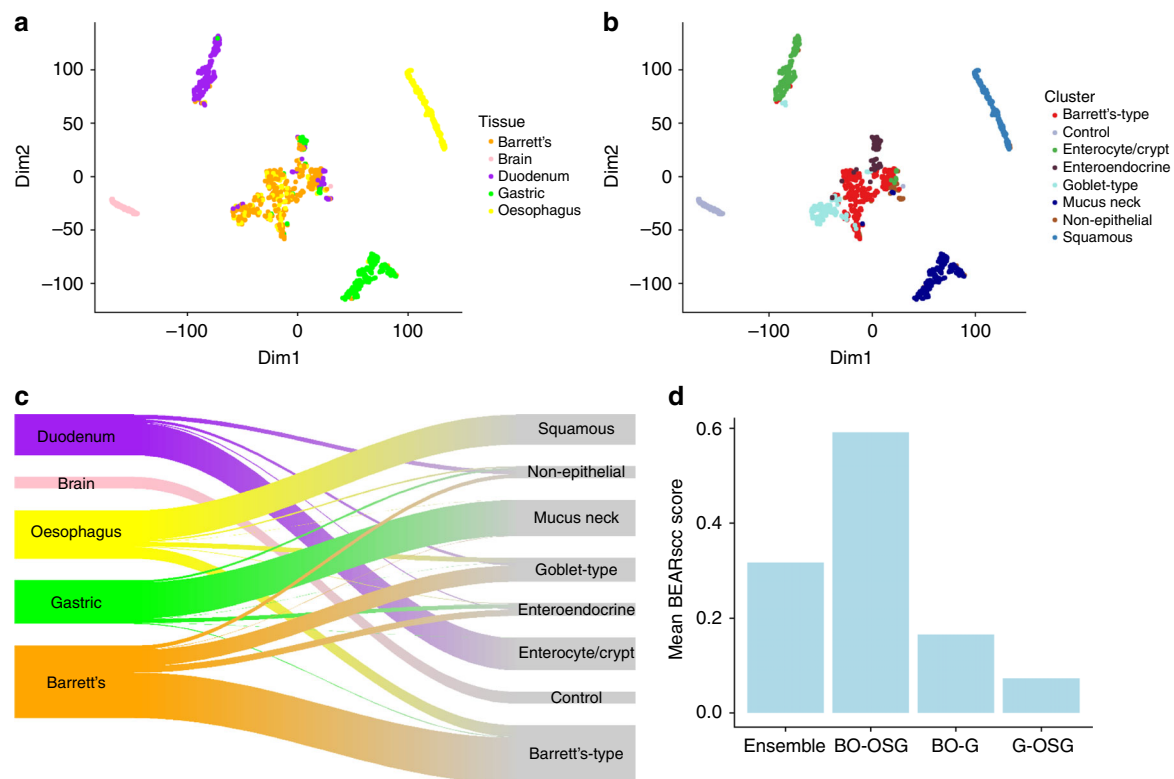 a
100
50
0
−50
−100
Dim2
−100
0
100
Dim1
Tissue
Barrett's
Brain
Duodenum
Gastric
Oesophagus
b
100
50
0
−50
−100
Dim2
−100
0
100
Dim1
Cluster
Barrett's-type
Control
Enterocyte/crypt
Enteroendocrine
Goblet-type
Mucus neck
Non-epithelial
Squamous
c
Duodenum
Brain
Oesophagus
Gastric
Barrett's
Squamous
Non-epithelial
Mucus neck
Goblet-type
Enteroendocrine
Enterocyte/crypt
Control
Barrett's-type
d
Mean BEARscc score
0.6
0.4
0.2
0.0
Ensemble BO-OSG BO-G G-OSG